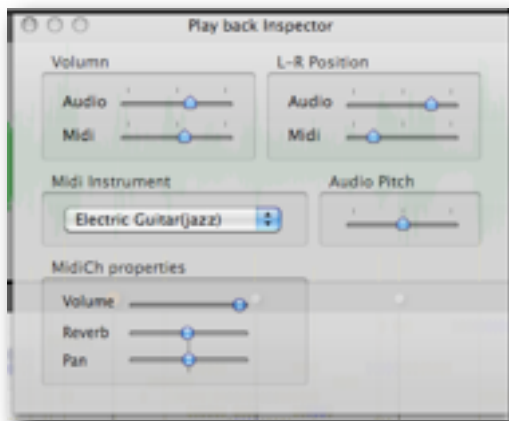 Play back Inspector
Volumn L-R Position
Audio Audio
Midi Midi
Midi Instrument Audio Pitch
Electric Guitar(jazz)
MidiCh properties
Volume
Reverb
Pan